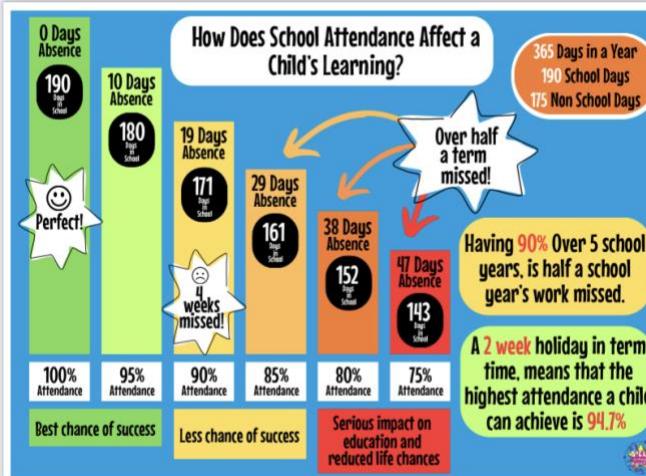 How Does School Attendance Affect a
Child's Learning?
365 Days in a Year
190 School Days
175 Non School Days
0 Days
Absence
190
Days
in
School
Perfect!
10 Days
Absence
180
Days
in
School
19 Days
Absence
171
Days
in
School
4
weeks
missed!
29 Days
Absence
161
Days
in
School
38 Days
Absence
152
Days
in
School
47 Days
Absence
143
Days
in
School
Over half
a term
missed!
Having 90% Over 5 school
years, is half a school
year's work missed.
A 2 week holiday in term
time, means that the
highest attendance a child
can achieve is 94.7%
100%
Attendance
95%
Attendance
90%
Attendance
85%
Attendance
80%
Attendance
75%
Attendance
Best chance of success
Less chance of success
Serious impact on
education and
reduced life chances